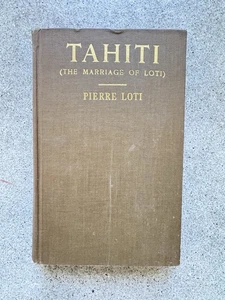 TAHITI
(THE MARRIAGE OF LOTI)
PIERRE LOTI